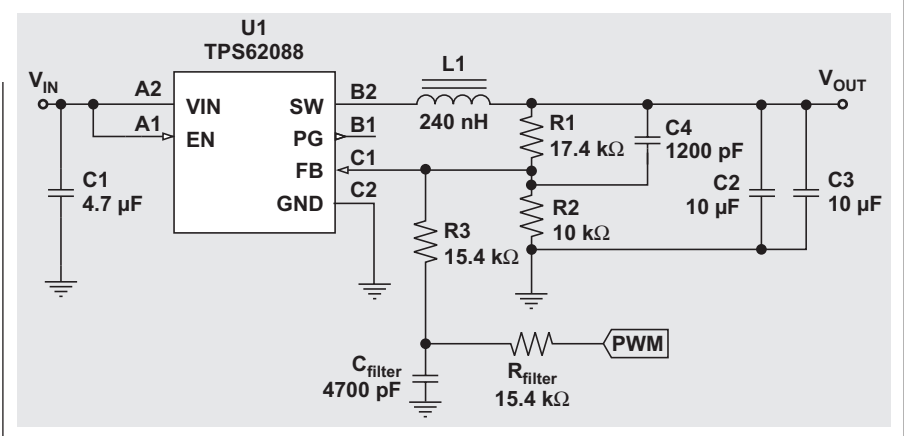 U1
TPS62088
V_IN
A2
VIN
A1
EN
SW
B2
PG
B1
FB
C1
GND
C2
L1
240 nH
V_OUT
R1
17.4 kΩ
C4
1200 pF
C1
4.7 µF
R2
10 kΩ
C2
10 µF
C3
10 µF
R3
15.4 kΩ
PWM
C_filter
4700 pF
R_filter
15.4 kΩ